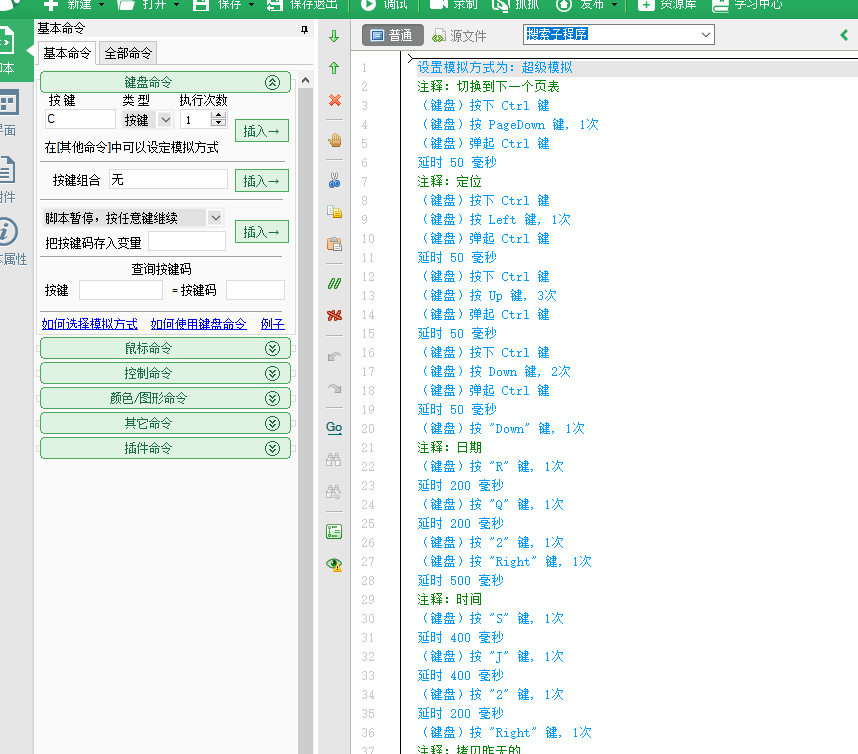 新建 打开 保存 保存退出 调试 录制 抓抓 发布 资源库 学习中心
基本命令
基本命令 全部命令
键盘命令
按 键 类 型 执行次数
C 按键 1 插入→
在[其他命令]中可以设定模拟方式
按键组合 无 插入→
脚本暂停，按任意键继续
把按键码存入变量 插入→
查询按键码
按键 =按键码
如何选择模拟方式 如何使用键盘命令 例子
鼠标命令
控制命令
颜色/图形命令
其它命令
插件命令
本
界面
附件
本属性
Go
普通 源文件 搜索子程序
1 设置模拟方式为: 超级模拟
2 注释: 切换到下一个页表
3 (键盘) 按下 Ctrl 键
4 (键盘) 按 PageDown 键, 1次
5 (键盘) 弹起 Ctrl 键
6 延时 50 毫秒
7 注释: 定位
8 (键盘) 按下 Ctrl 键
9 (键盘) 按 Left 键, 1次
10 (键盘) 弹起 Ctrl 键
11 延时 50 毫秒
12 (键盘) 按下 Ctrl 键
13 (键盘) 按 Up 键, 3次
14 (键盘) 弹起 Ctrl 键
15 延时 50 毫秒
16 (键盘) 按下 Ctrl 键
17 (键盘) 按 Down 键, 2次
18 (键盘) 弹起 Ctrl 键
19 延时 50 毫秒
20 (键盘) 按 "Down" 键, 1次
21 注释: 日期
22 (键盘) 按 "R" 键, 1次
23 延时 200 毫秒
24 (键盘) 按 "Q" 键, 1次
25 延时 200 毫秒
26 (键盘) 按 "2" 键, 1次
27 (键盘) 按 "Right" 键, 1次
28 延时 500 毫秒
29 注释: 时间
30 (键盘) 按 "S" 键, 1次
31 延时 400 毫秒
32 (键盘) 按 "J" 键, 1次
33 延时 400 毫秒
34 (键盘) 按 "2" 键, 1次
35 延时 200 毫秒
36 (键盘) 按 "Right" 键, 1次
37 注释: 拷贝昨天的